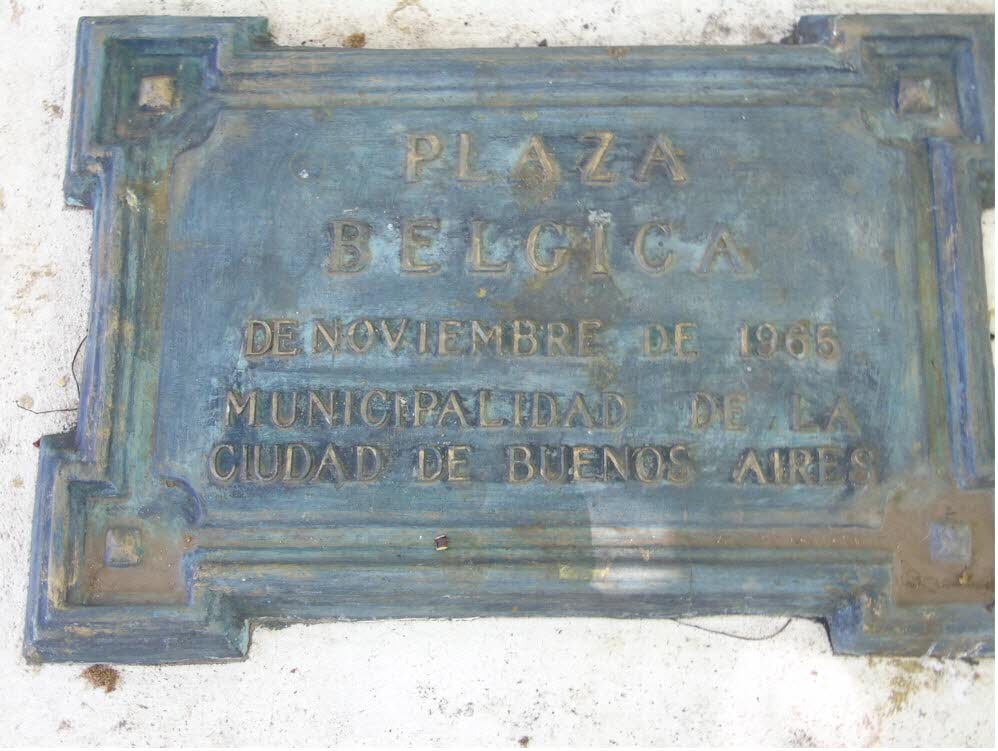 PLAZA
BELGICA
DE NOVIEMBRE DE 1965
MUNICIPALIDAD DE LA
CIUDAD DE BUENOS AIRES